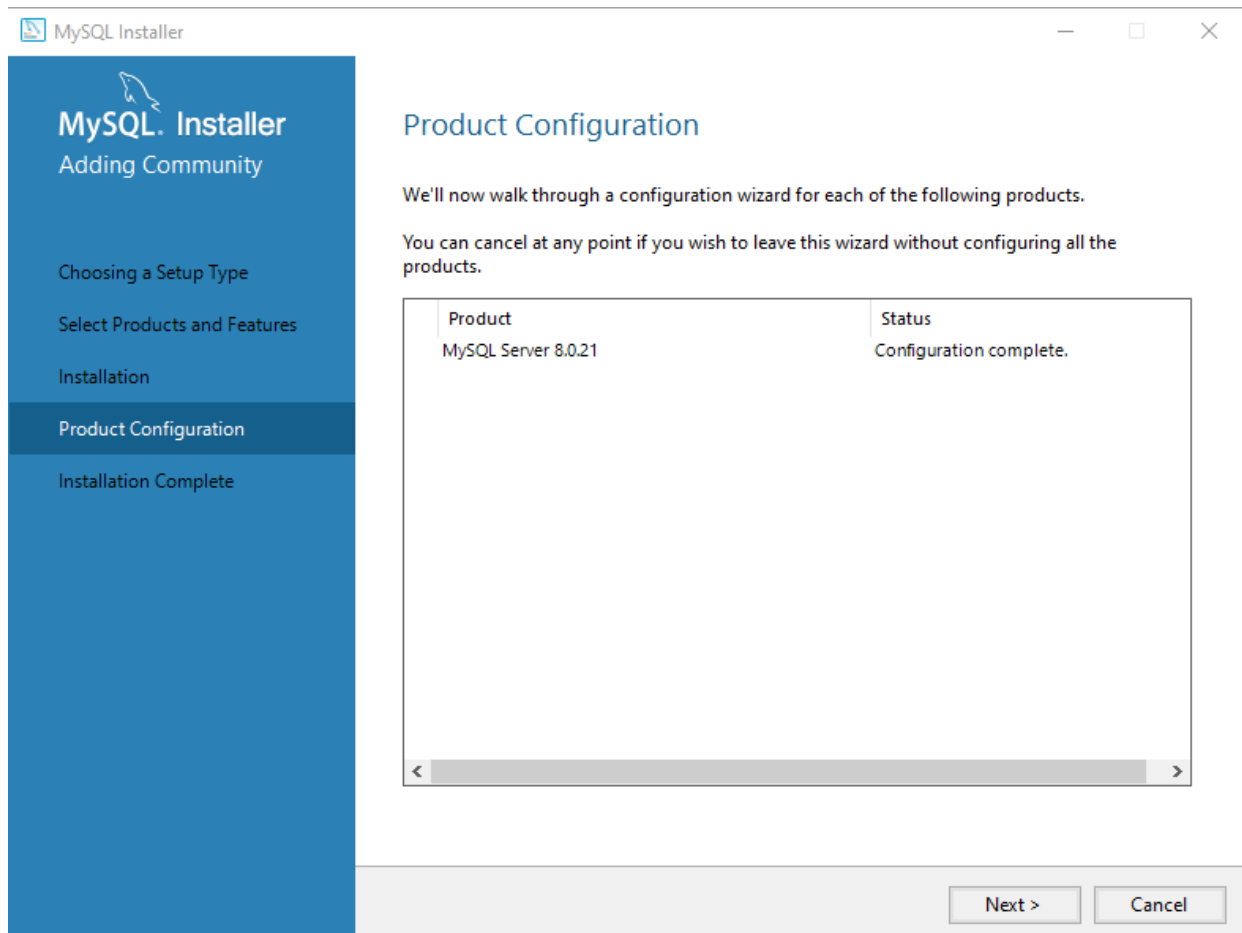 MySQL Installer
MySQL. Installer
Adding Community
Choosing a Setup Type
Select Products and Features
Installation
Product Configuration
Installation Complete
Product Configuration
We'll now walk through a configuration wizard for each of the following products.
You can cancel at any point if you wish to leave this wizard without configuring all the
products.
Product Status
MySQL Server 8.0.21 Configuration complete.
Next > Cancel